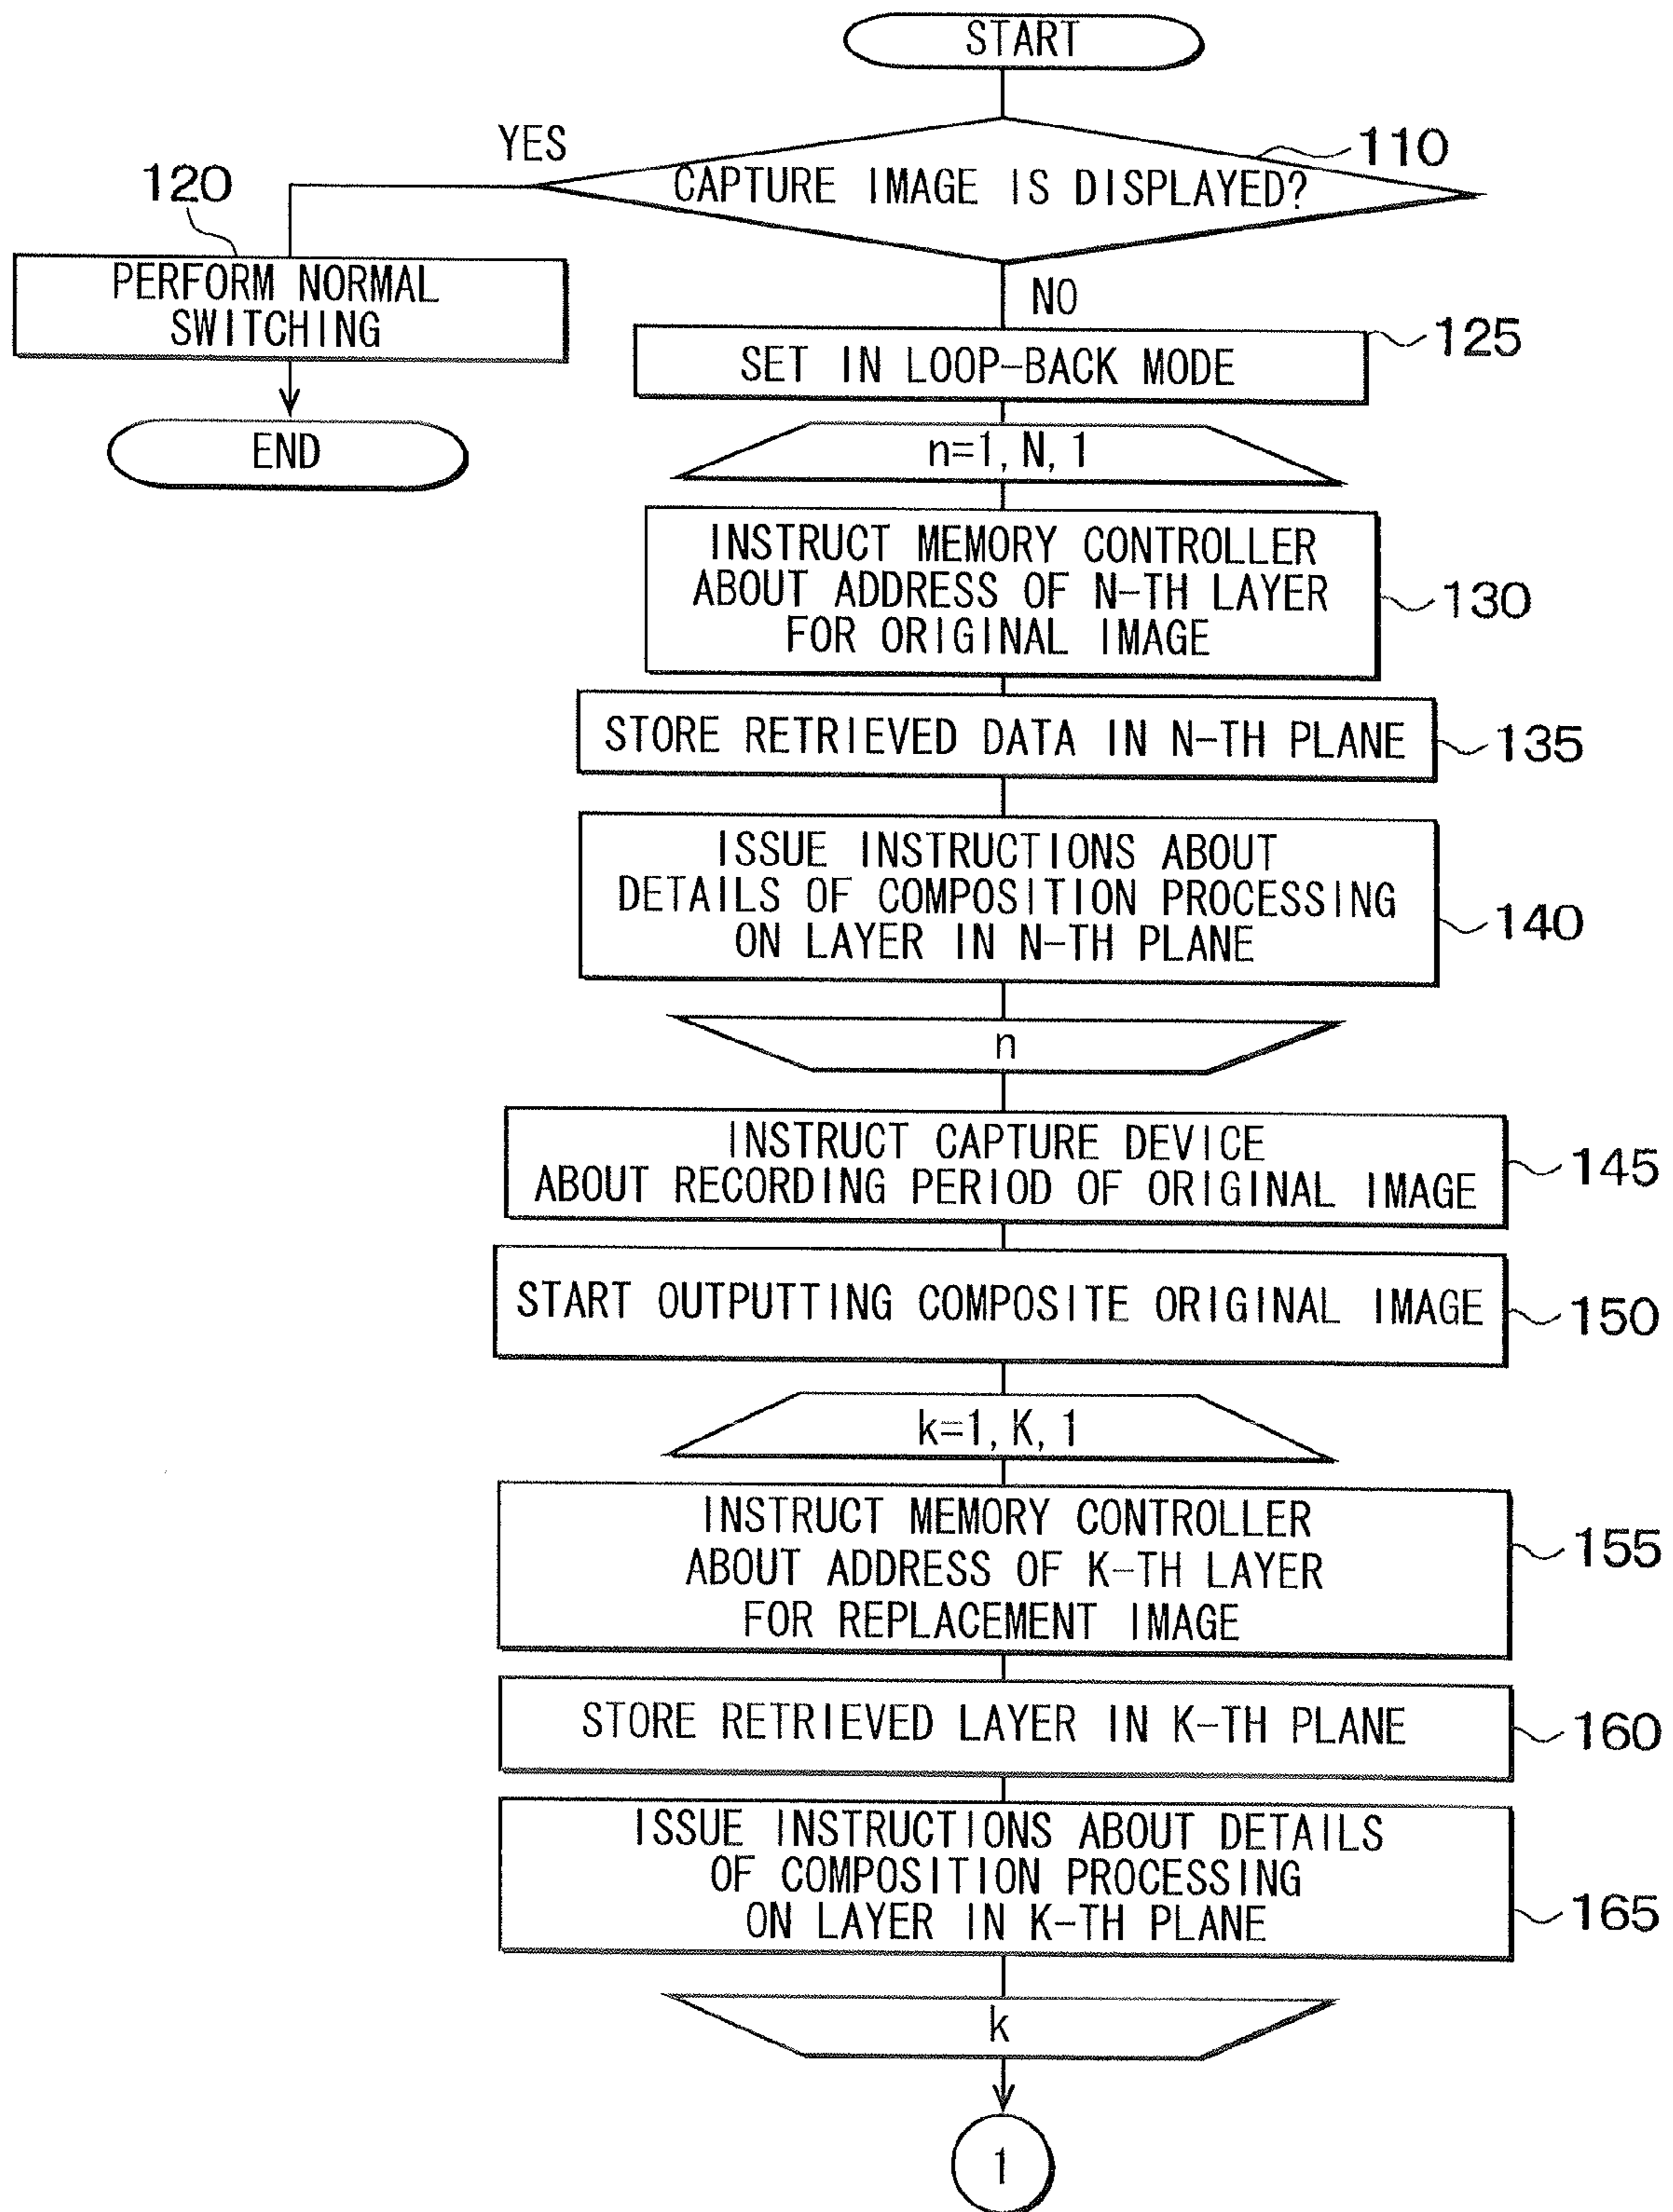 START
YES
110
CAPTURE IMAGE IS DISPLAYED?
120
PERFORM NORMAL
SWITCHING
NO
125
SET IN LOOP-BACK MODE
END
n=1, N, 1
INSTRUCT MEMORY CONTROLLER
ABOUT ADDRESS OF N-TH LAYER
FOR ORIGINAL IMAGE
130
STORE RETRIEVED DATA IN N-TH PLANE
135
ISSUE INSTRUCTIONS ABOUT
DETAILS OF COMPOSITION PROCESSING
ON LAYER IN N-TH PLANE
140
n
INSTRUCT CAPTURE DEVICE
ABOUT RECORDING PERIOD OF ORIGINAL IMAGE
145
START OUTPUTTING COMPOSITE ORIGINAL IMAGE
150
k=1, K, 1
INSTRUCT MEMORY CONTROLLER
ABOUT ADDRESS OF K-TH LAYER
FOR REPLACEMENT IMAGE
155
STORE RETRIEVED LAYER IN K-TH PLANE
160
ISSUE INSTRUCTIONS ABOUT DETAILS
OF COMPOSITION PROCESSING
ON LAYER IN K-TH PLANE
165
k
1